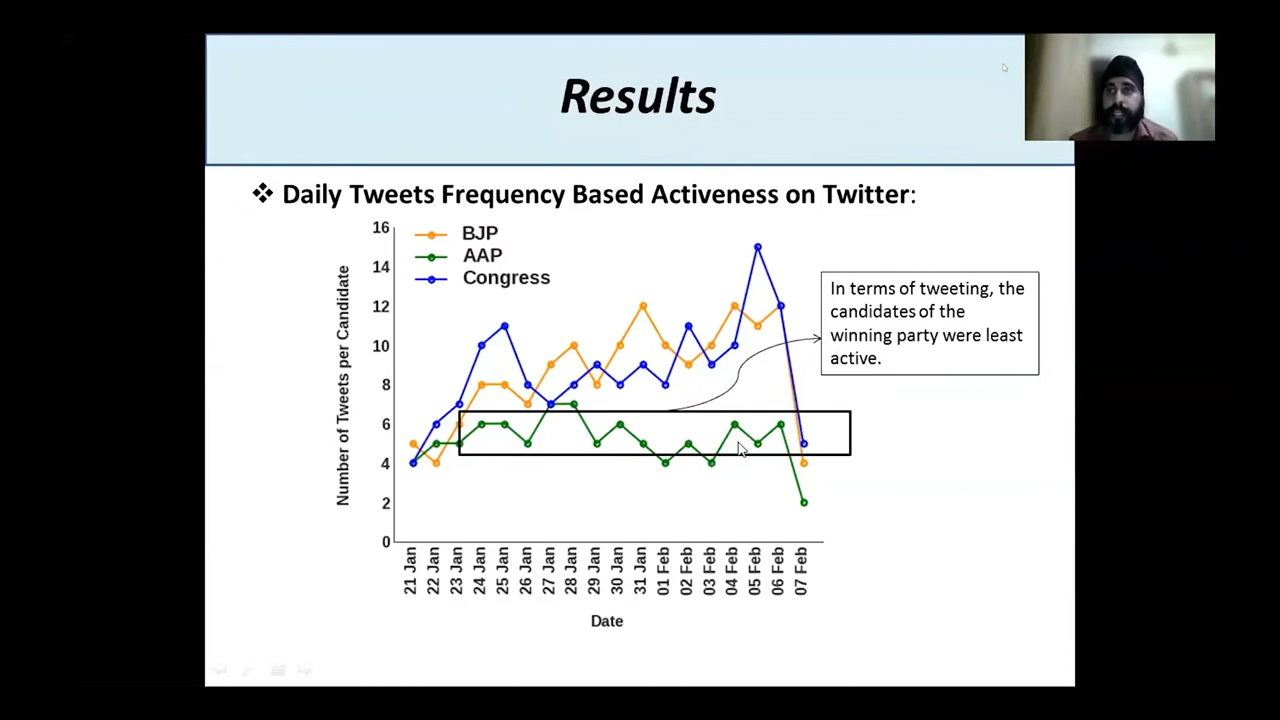 Results
❖ Daily Tweets Frequency Based Activeness on Twitter:
Number of Tweets per Candidate
16
14
12
10
8
6
4
2
0
BJP
AAP
Congress
In terms of tweeting, the
candidates of the
winning party were least
active.
21 Jan
22 Jan
23 Jan
24 Jan
25 Jan
26 Jan
27 Jan
28 Jan
29 Jan
30 Jan
31 Jan
01 Feb
02 Feb
03 Feb
04 Feb
05 Feb
06 Feb
07 Feb
Date